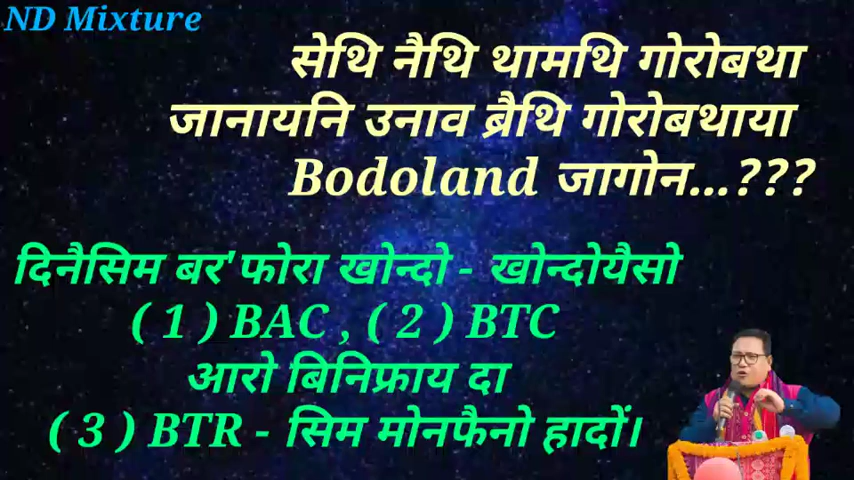 ND Mixture
सेथि नैथि थामथि गोरोबथा
जानायनि उनाव ब्रैथि गोरोबथाया
Bodoland जागोन...???
दिनैसिम बर'फोरा खोन्दो - खोन्दोयैसो
( 1 ) BAC , ( 2 ) BTC
आरो बिनिफ्राय दा
( 3 ) BTR - सिम मोनफैनो हादों।